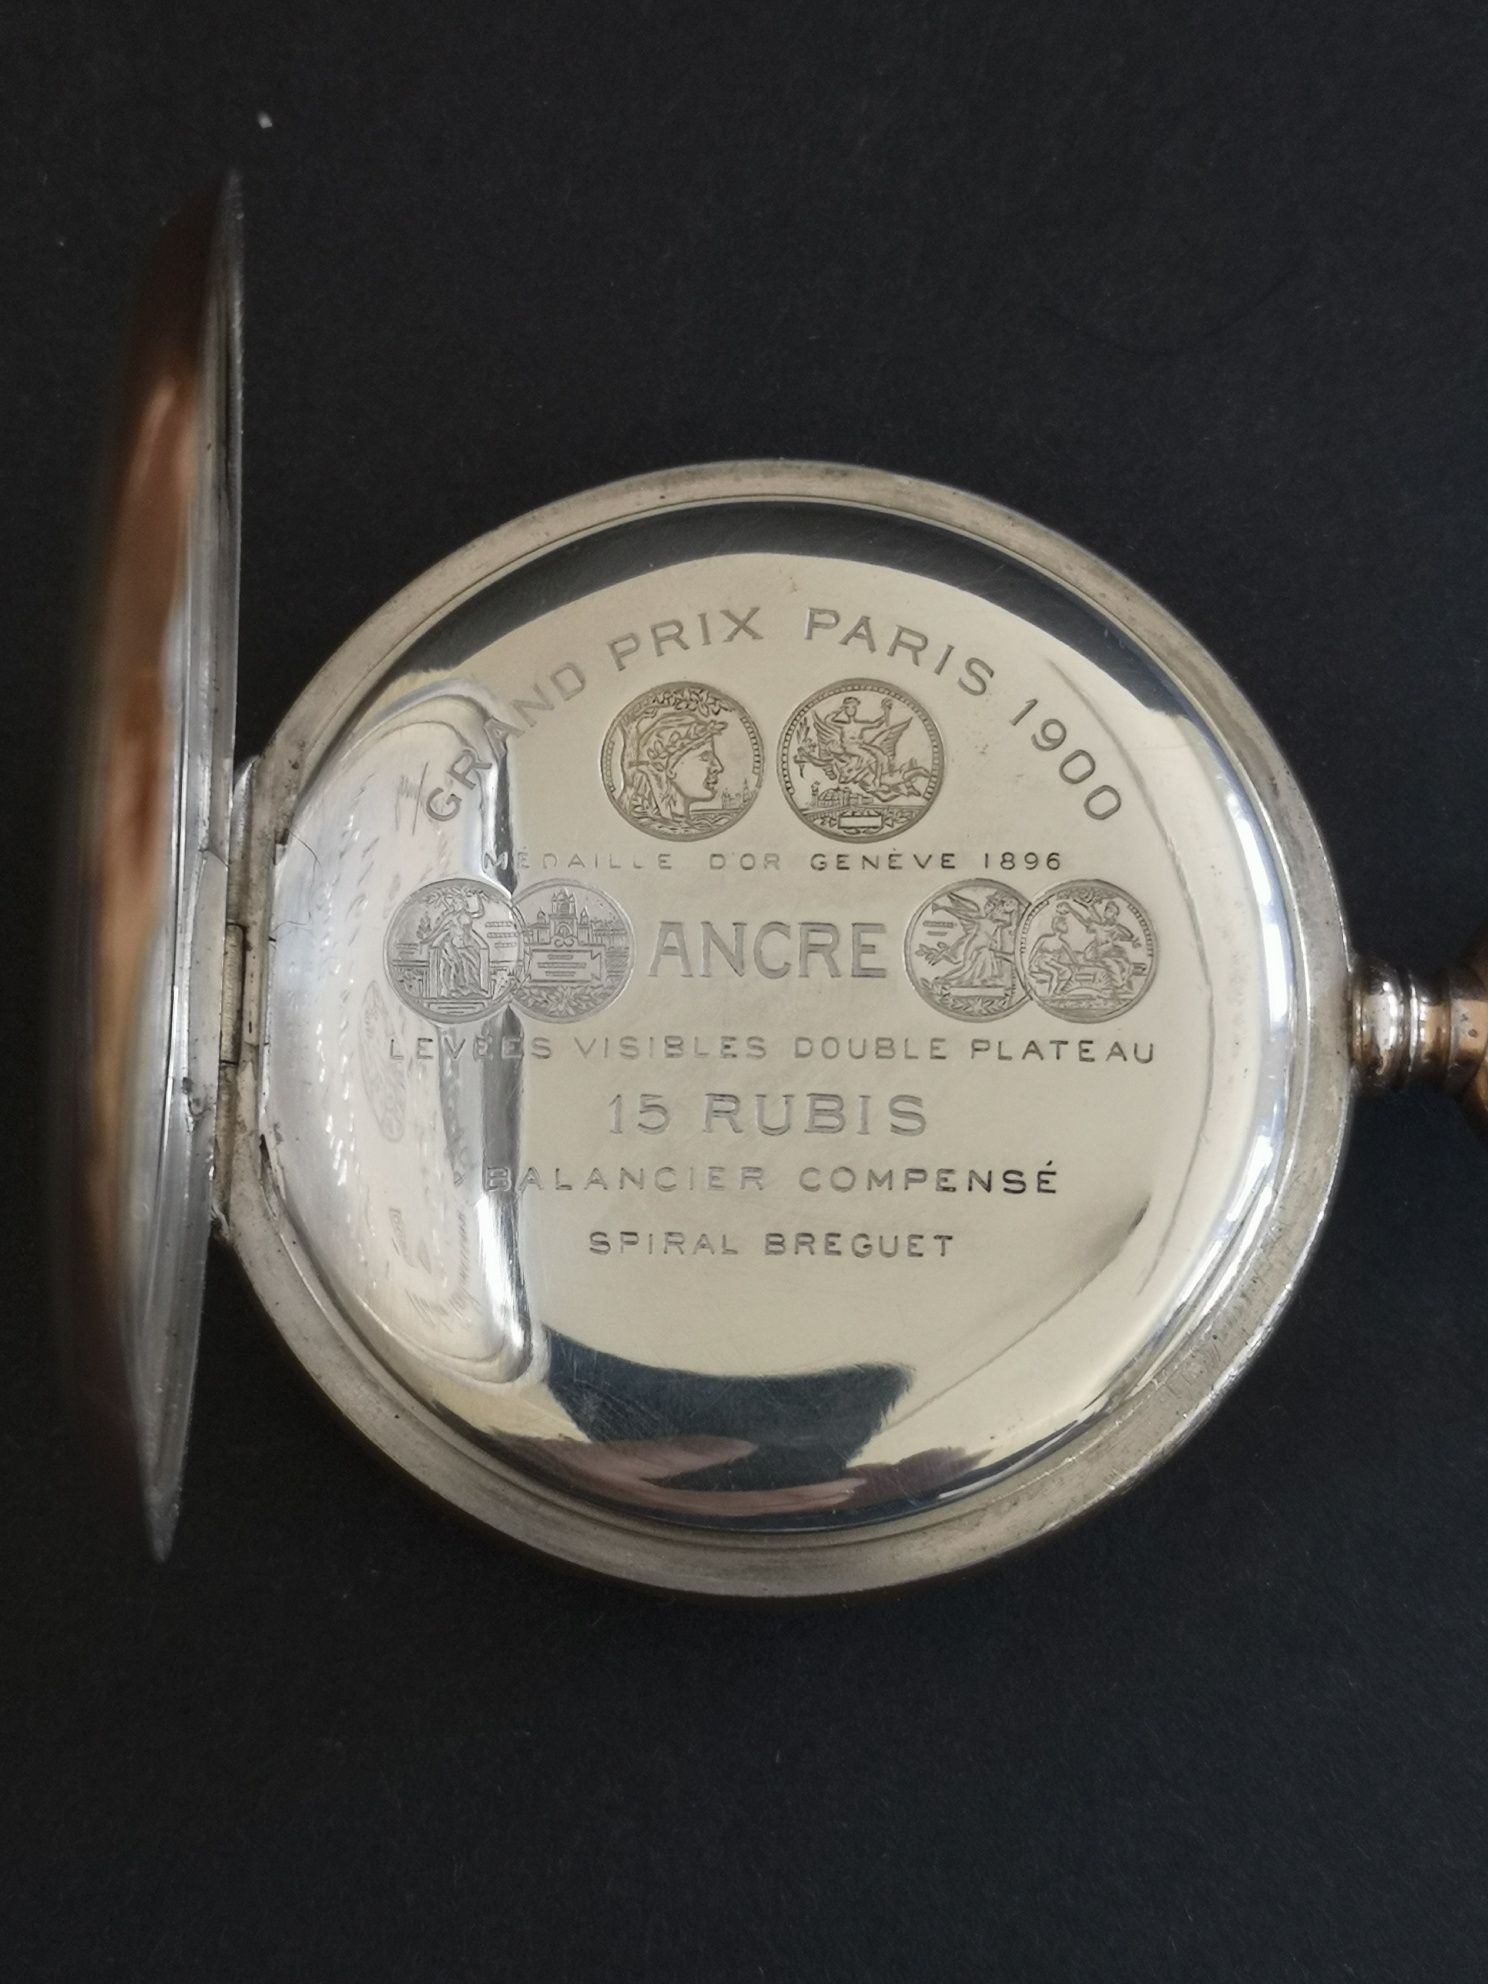 GRAND PRIX PARIS 1900
MÉDAILLE D'OR GENÈVE 1896
ANCRE
LEVÉES VISIBLES DOUBLE PLATEAU
15 RUBIS
BALANCIER COMPENSÉ
SPIRAL BREGUET